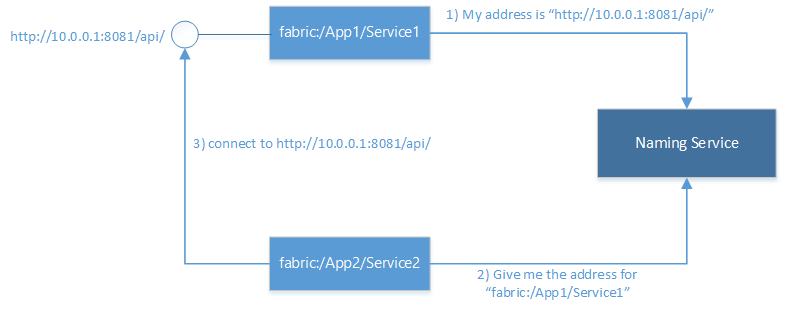 1) My address is “http://10.0.0.1:8081/api/”
http://10.0.0.1:8081/api/
fabric:/App1/Service1
Naming Service
3) connect to http://10.0.0.1:8081/api/
fabric:/App2/Service2
2) Give me the address for
“fabric:/App1/Service1”